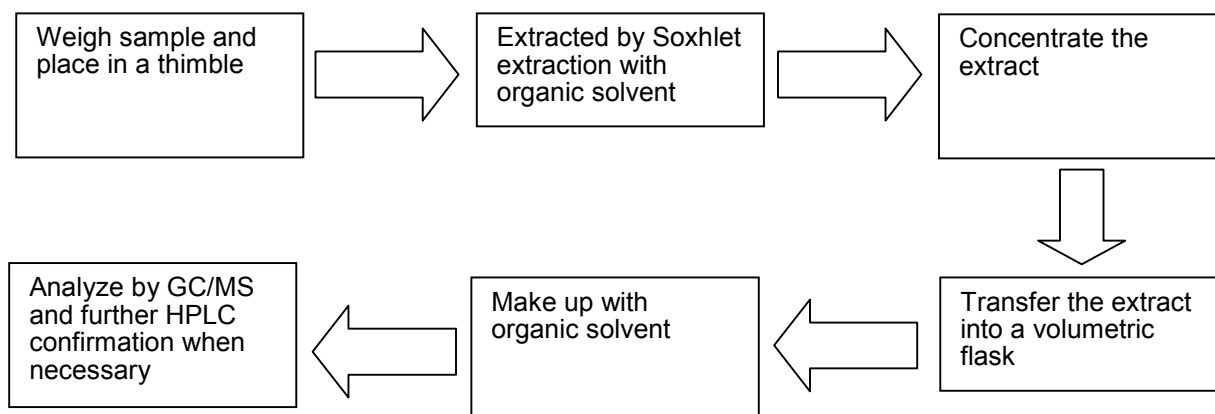 Weigh sample and
place in a thimble
Extracted by Soxhlet
extraction with
organic solvent
Concentrate the
extract
Transfer the extract
into a volumetric
flask
Make up with
organic solvent
Analyze by GC/MS
and further HPLC
confirmation when
necessary